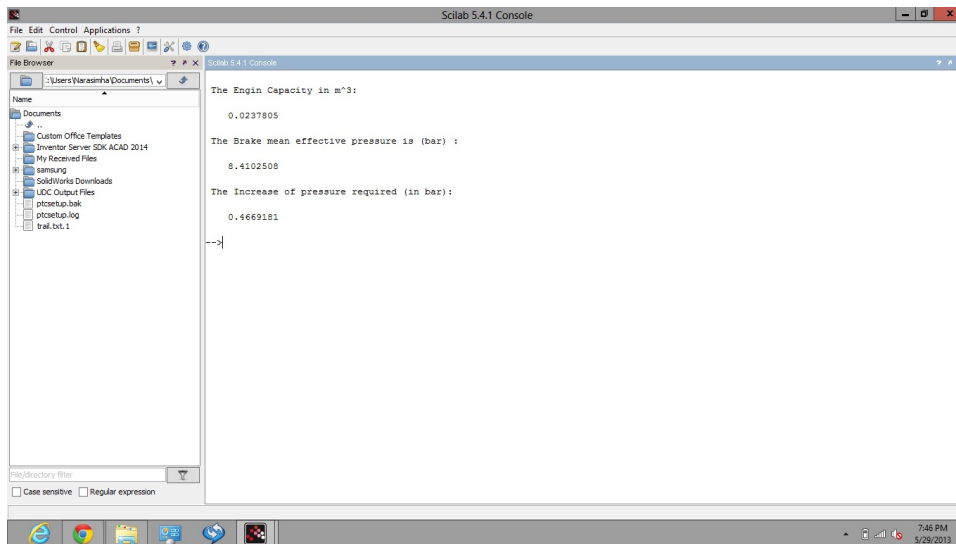 Scilab 5.4.1 Console
File Edit Control Applications ?
File Browser
Scilab 5.4.1 Console
:\Users\Narasimha\Documents\
Name
Documents
..
Custom Office Templates
Inventor Server SDK ACAD 2014
My Received Files
samsung
SolidWorks Downloads
UDC Output Files
ptcsetup.bak
ptcsetup.log
trail.txt.1
The Engin Capacity in m^3:
0.0237805
The Brake mean effective pressure is (bar) :
8.4102508
The Increase of pressure required (in bar):
0.4669181
-->
File/directory filter
Case sensitive Regular expression
7:46 PM
5/29/2013